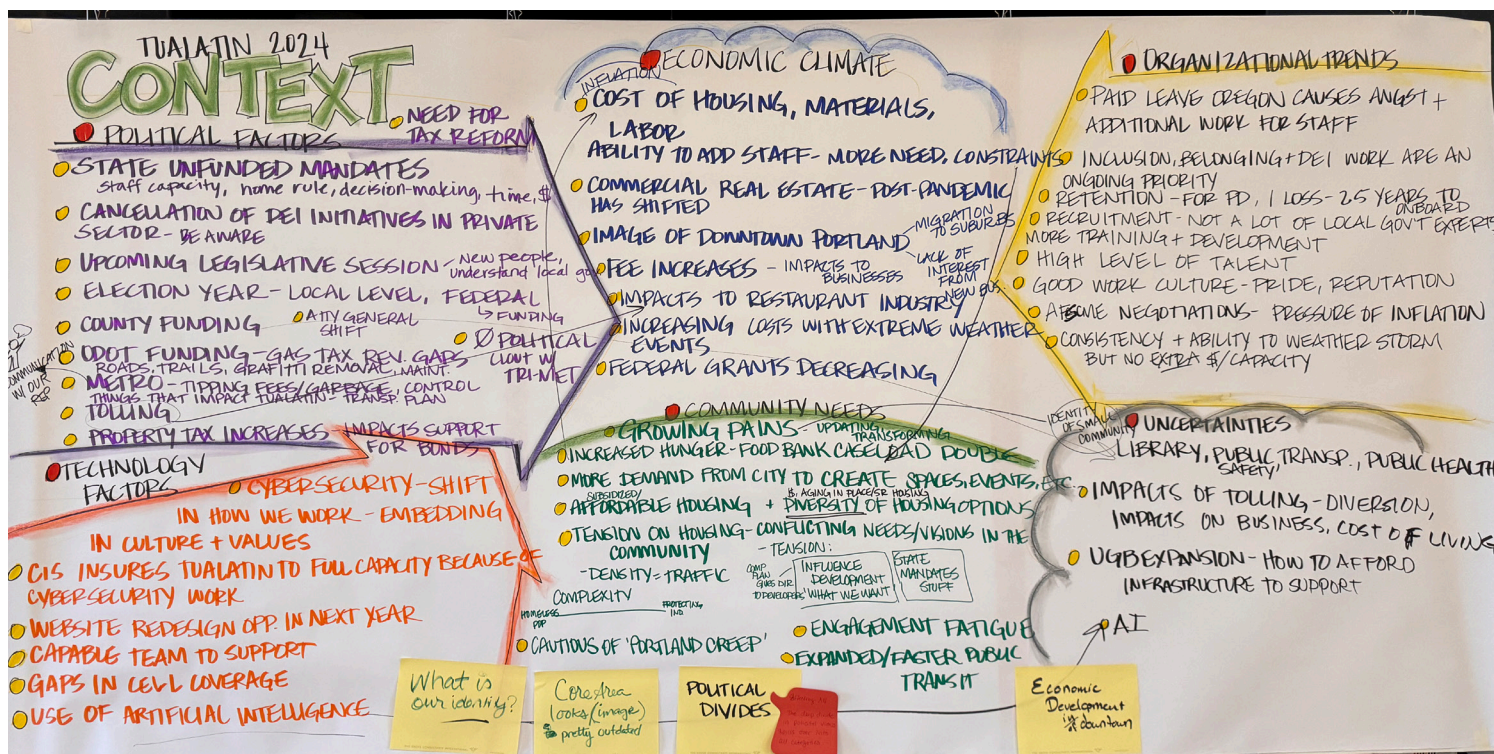 TUALATIN 2024
CONTEXT
POLITICAL FACTORS
NEED FOR
TAX REFORM
STATE UNFUNDED MANDATES
staff capacity, home rule, decision-making, time, $
CANCELLATION OF DEI INITIATIVES IN PRIVATE
SECTOR - BE AWARE
UPCOMING LEGISLATIVE SESSION - new people,
understand local gov
ELECTION YEAR - LOCAL LEVEL, FEDERAL
↳ FUNDING
COUNTY FUNDING
ATTY GENERAL
SHIFT
Ø POLITICAL
CLOUT W/
TRI-MET
ODOT FUNDING - GAS TAX REV. GAPS
ROADS, TRAILS, GRAFITTI REMOVAL, MAINT.
METRO - TIPPING FEES/GARBAGE, CONTROL
THINGS THAT IMPACT TUALATIN - TRANSP. PLAN
COMMUNICATION
W/ OUR
REP
TOLLING
PROPERTY TAX INCREASES IMPACTS SUPPORT
FOR BONDS
TECHNOLOGY
FACTORS
CYBERSECURITY - SHIFT
IN HOW WE WORK - EMBEDDING
IN CULTURE + VALUES
CIS INSURES TUALATIN TO FULL CAPACITY BECAUSE OF
CYBERSECURITY WORK
WEBSITE REDESIGN OPP. IN NEXT YEAR
CAPABLE TEAM TO SUPPORT
GAPS IN CELL COVERAGE
USE OF ARTIFICIAL INTELLIGENCE
ECONOMIC CLIMATE
INFLATION
COST OF HOUSING, MATERIALS,
LABOR
ABILITY TO ADD STAFF - MORE NEED, CONSTRAINTS
COMMERCIAL REAL ESTATE - POST-PANDEMIC
HAS SHIFTED
IMAGE OF DOWNTOWN PORTLAND
MIGRATION
TO SUBURBS
LACK OF
INTEREST
FROM
NEW BUS.
FEE INCREASES - IMPACTS TO
BUSINESSES
IMPACTS TO RESTAURANT INDUSTRY
INCREASING COSTS WITH EXTREME WEATHER
EVENTS
FEDERAL GRANTS DECREASING
COMMUNITY NEEDS
GROWING PAINS - UPDATING,
TRANSFORMING
INCREASED HUNGER - FOOD BANK CASELOAD DOUBLE
MORE DEMAND FROM CITY TO CREATE SPACES, EVENTS, ETC.
SUBSIDIZED/
AFFORDABLE HOUSING + DIVERSITY OF HOUSING OPTIONS
AGING IN PLACE/SR HOUSING
TENSION ON HOUSING - CONFLICTING NEEDS/VISIONS IN THE
COMMUNITY
- DENSITY = TRAFFIC
COMPLEXITY
HOMELESS
POP
PROTECTING
IND
- TENSION:
COMP
PLAN
GIVES DIR.
TO DEVELOPERS
INFLUENCE
DEVELOPMENT
WHAT WE WANT
STATE
MANDATES
STUFF
CAUTIOUS OF 'PORTLAND CREEP'
ENGAGEMENT FATIGUE
EXPANDED/FASTER PUBLIC
TRANSIT
ORGANIZATIONAL TRENDS
PAID LEAVE OREGON CAUSES ANGST +
ADDITIONAL WORK FOR STAFF
INCLUSION, BELONGING + DEI WORK ARE AN
ONGOING PRIORITY
RETENTION - FOR PD, 1 LOSS - 2.5 YEARS TO
ONBOARD
RECRUITMENT - NOT A LOT OF LOCAL GOV'T EXPERTS
MORE TRAINING + DEVELOPMENT
HIGH LEVEL OF TALENT
GOOD WORK CULTURE - PRIDE, REPUTATION
NEGOTIATIONS - PRESSURE OF INFLATION
CONSISTENCY + ABILITY TO WEATHER STORM
BUT NO EXTRA $/CAPACITY
IDENTITY
OF SMALL
COMMUNITY
UNCERTAINTIES
LIBRARY, PUBLIC TRANSP., PUBLIC HEALTH
SAFETY
IMPACTS OF TOLLING - DIVERSION,
IMPACTS ON BUSINESS, COST OF LIVING
UGB EXPANSION - HOW TO AFFORD
INFRASTRUCTURE TO SUPPORT
AI
What is
our identity?
Core Area
looks (image)
pretty outdated
POLITICAL
DIVIDES
Economic
Development
in downtown